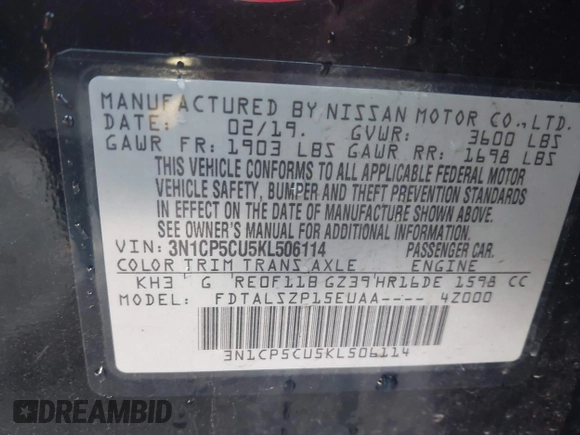 MANUFACTURED BY NISSAN MOTOR CO., LTD.
DATE: 02/19. GVWR: 3600 LBS
GAWR FR: 1903 LBS GAWR RR: 1698 LBS
THIS VEHICLE CONFORMS TO ALL APPLICABLE FEDERAL MOTOR
VEHICLE SAFETY, BUMPER AND THEFT PREVENTION STANDARDS
IN EFFECT ON THE DATE OF MANUFACTURE SHOWN ABOVE.
SEE OWNER'S MANUAL FOR ADDITIONAL INFORMATION.
VIN: 3N1CP5CU5KL506114 PASSENGER CAR.
COLOR TRIM TRANS AXLE ENGINE
KH3 G RE0F11B GZ39 HR16DE 1598 CC
FDTALSZP15EUAA---- 4Z000
3N1CP5CU5KL506114
DREAMBID